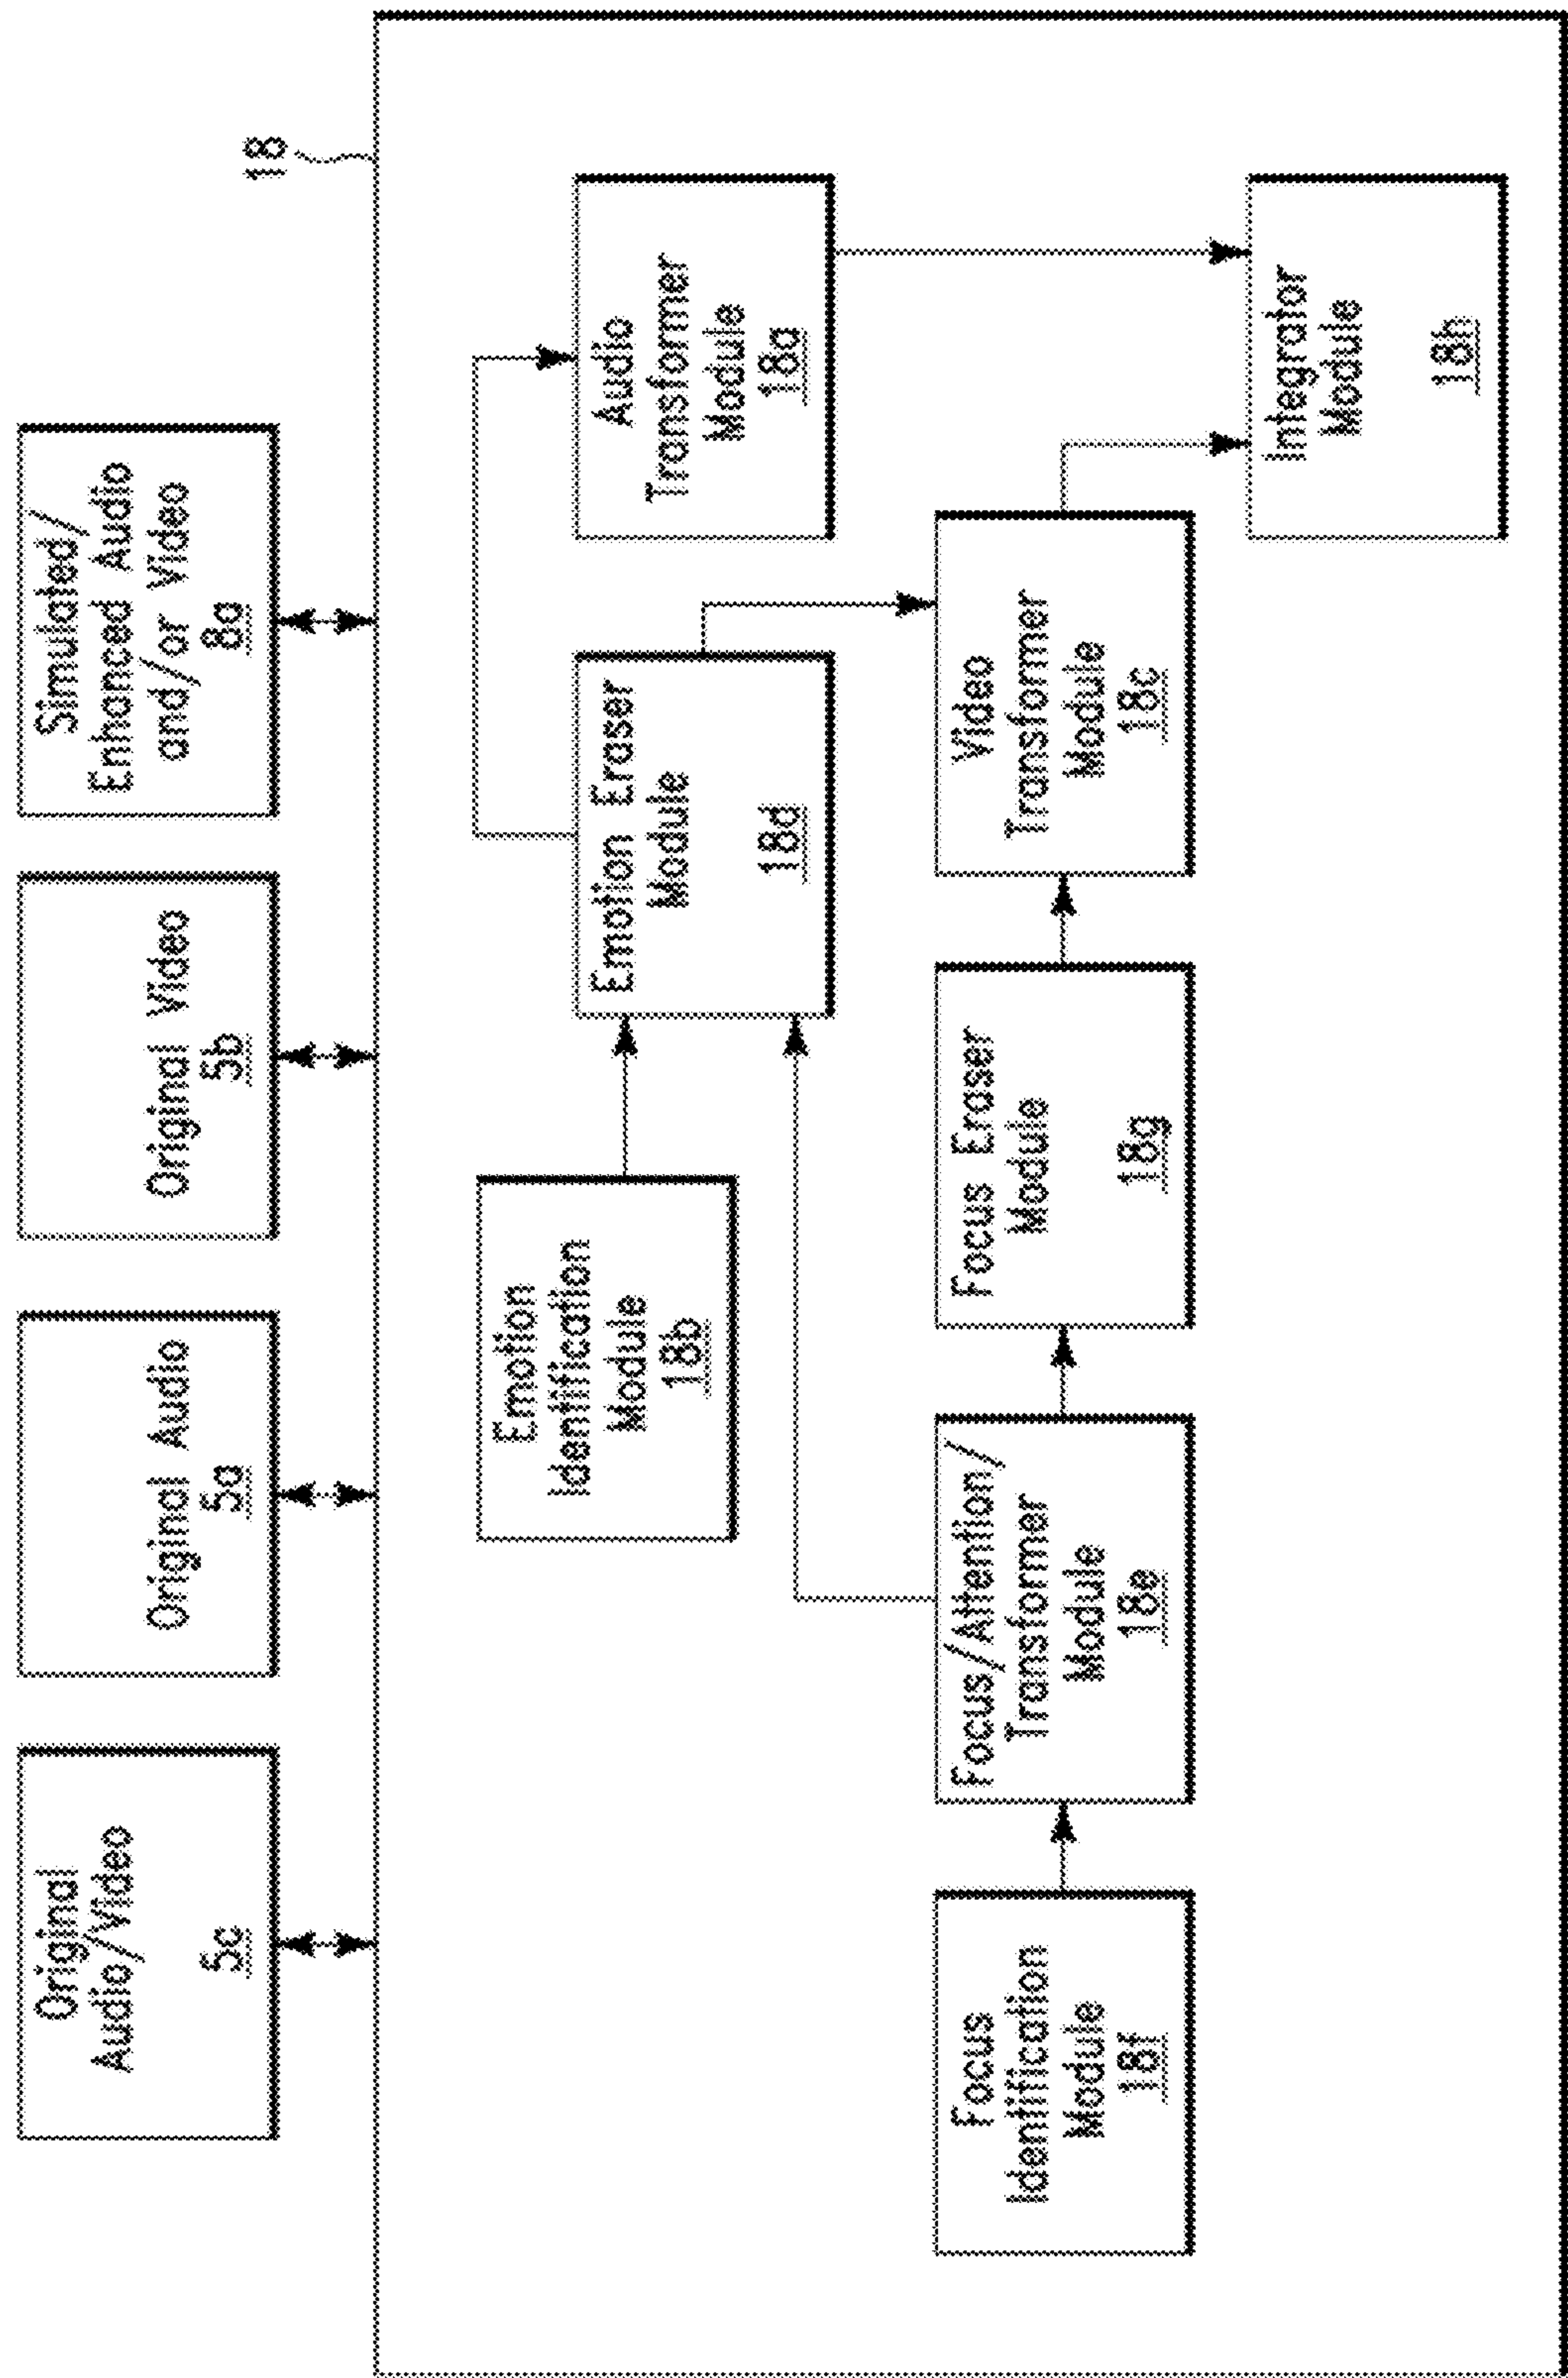 Original
Audio/Video
5c
Original Audio
5a
Original Video
5b
Simulated/
Enhanced Audio
and/or Video
8a
18
Emotion
Identification
Module
18b
Emotion Eraser
Module
18d
Audio
Transformer
Module
18a
Focus
Identification
Module
18f
Focus/Attention/
Transformer
Module
18e
Focus Eraser
Module
18g
Video
Transformer
Module
18c
Integrator
Module
18h